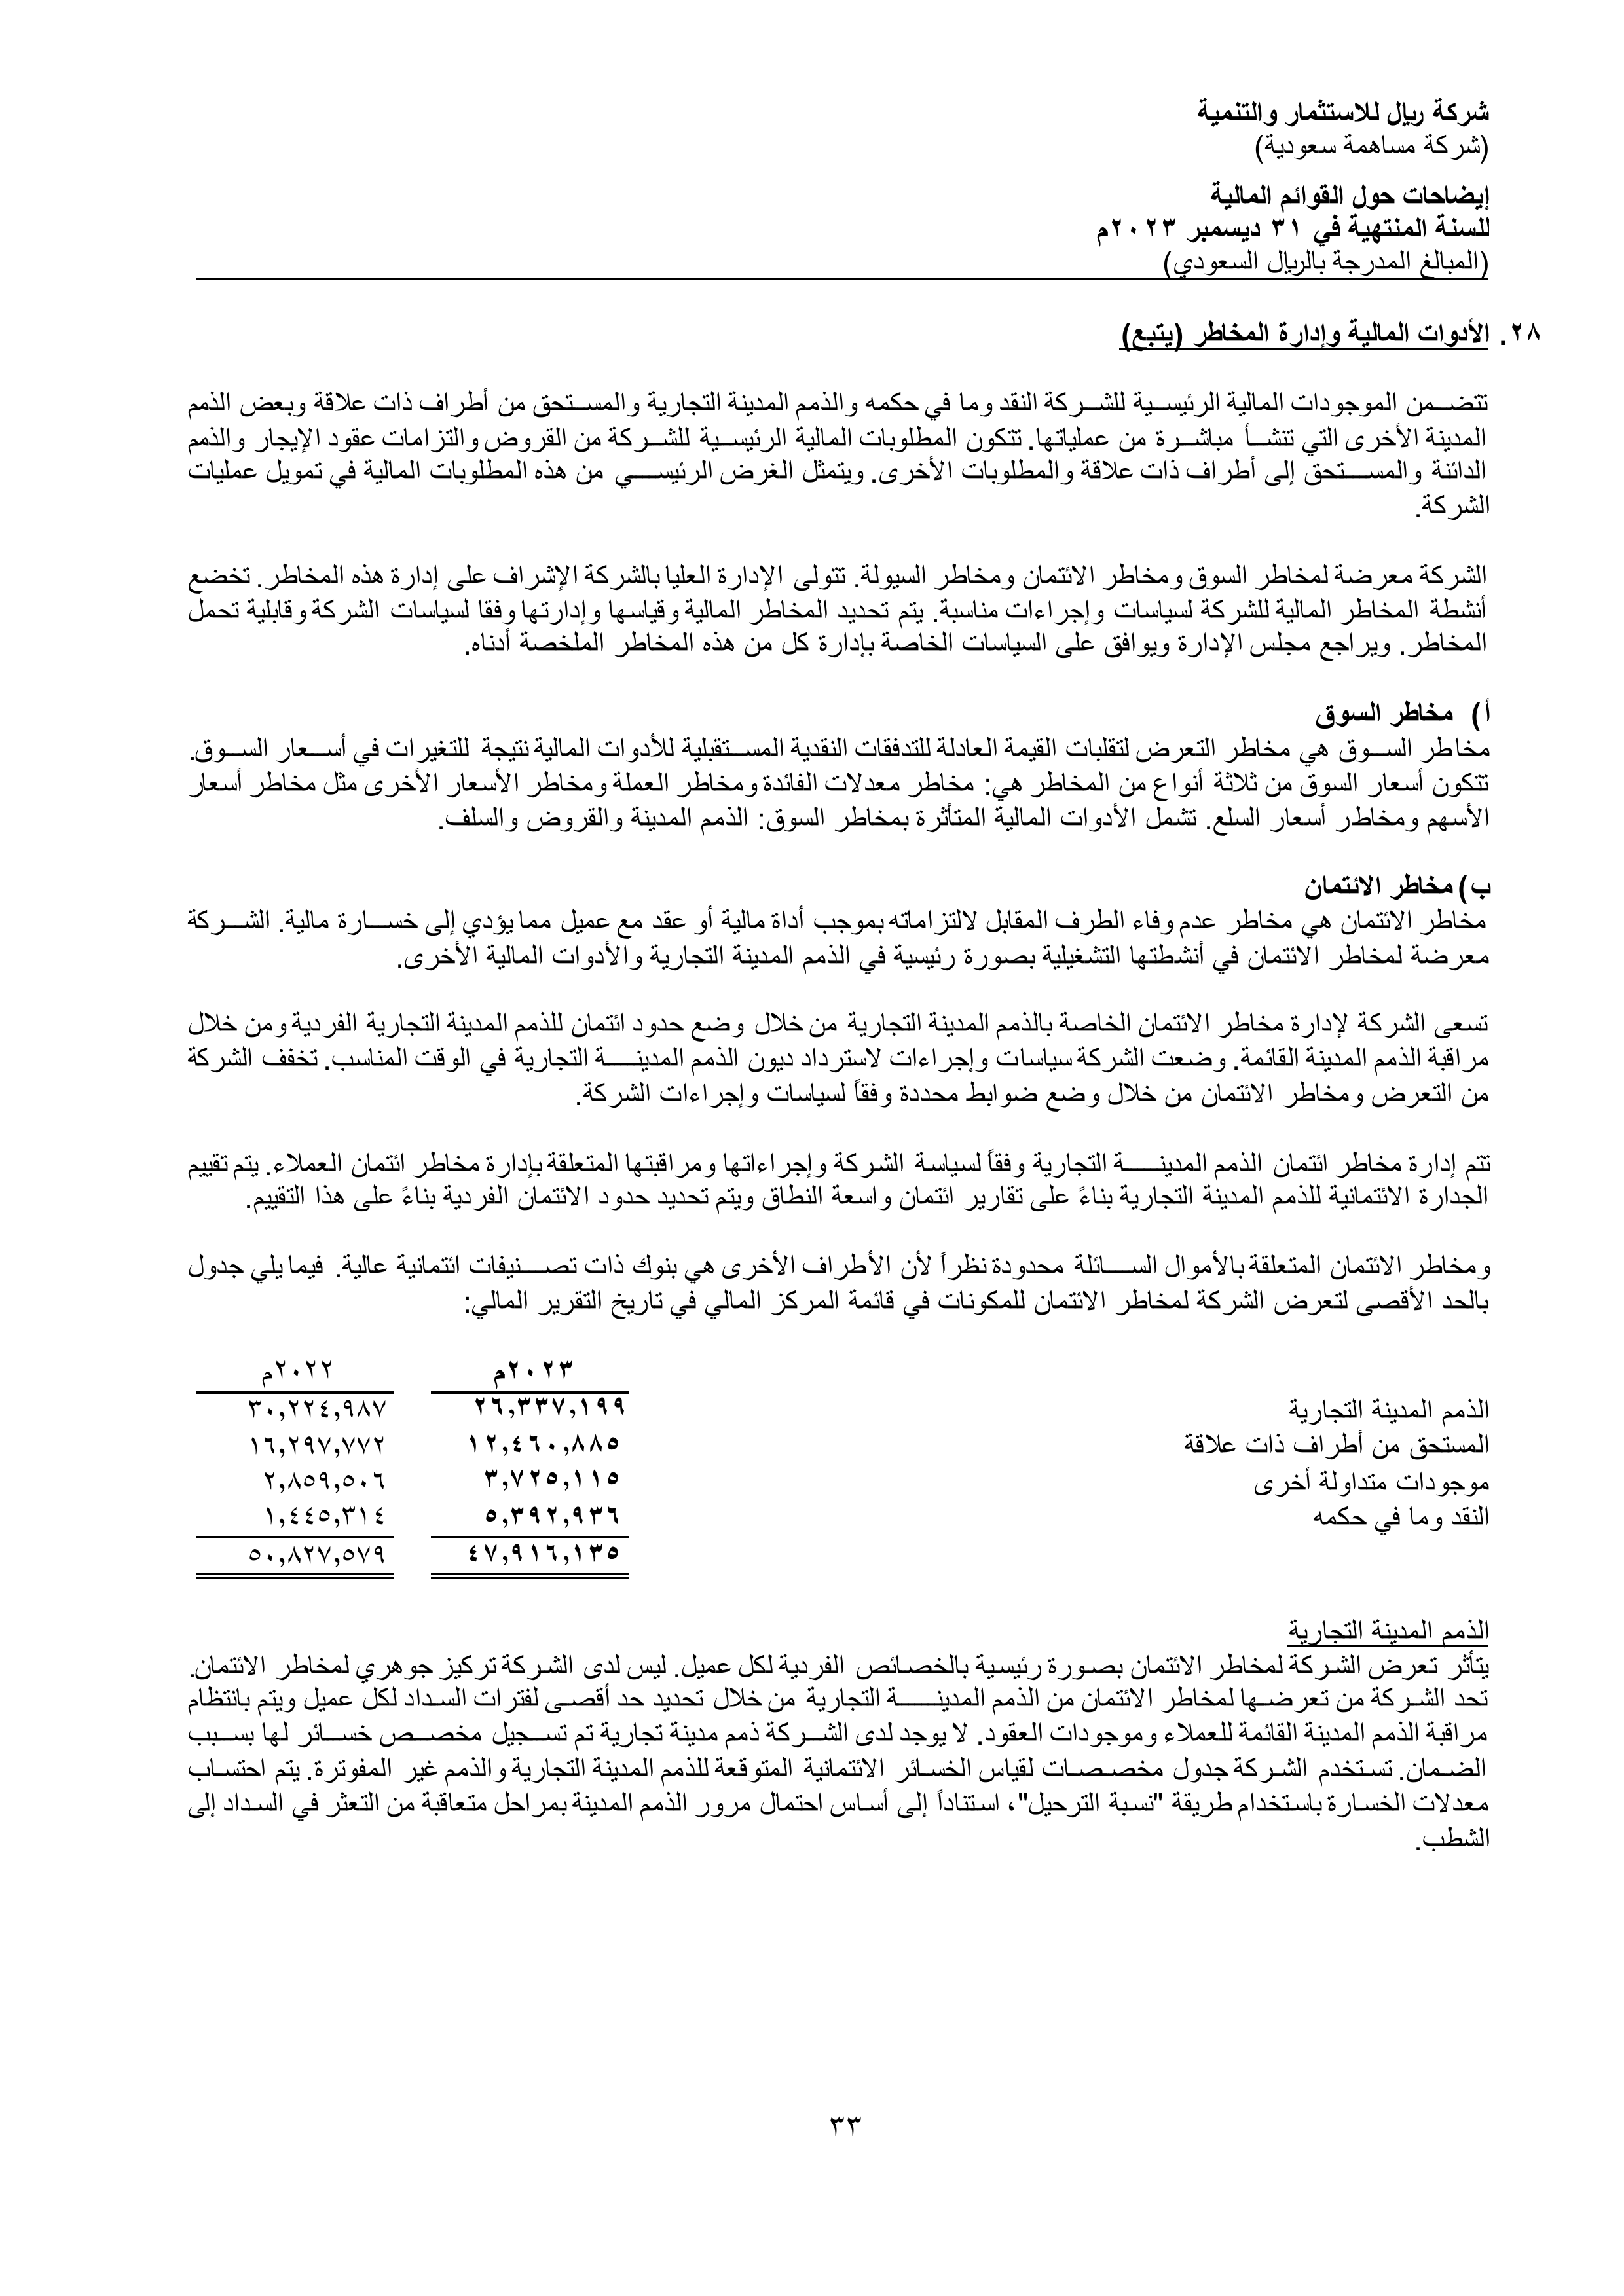 شركة ريال للاستثمار والتنمية
(شركة مساهمة سعودية)
إيضاحات حول القوائم المالية
للسنة المنتهية في ٣١ ديسمبر ٢٠٢٣م
(المبالغ المدرجة بالريال السعودي)
٢٨. الأدوات المالية وإدارة المخاطر (يتبع)
تتضمن الموجودات المالية الرئيسية للشركة النقد وما في حكمه والذمم المدينة التجارية والمستحق من أطراف ذات علاقة وبعض الذمم
المدينة الأخرى التي تنشأ مباشرة من عملياتها. تتكون المطلوبات المالية الرئيسية للشركة من القروض والتزامات عقود الإيجار والذمم
الدائنة والمستحق إلى أطراف ذات علاقة والمطلوبات الأخرى. ويتمثل الغرض الرئيسي من هذه المطلوبات المالية في تمويل عمليات
الشركة.
الشركة معرضة لمخاطر السوق ومخاطر الائتمان ومخاطر السيولة. تتولى الإدارة العليا بالشركة الإشراف على إدارة هذه المخاطر. تخضع
أنشطة المخاطر المالية للشركة لسياسات وإجراءات مناسبة. يتم تحديد المخاطر المالية وقياسها وإدارتها وفقا لسياسات الشركة وقابلية تحمل
المخاطر. ويراجع مجلس الإدارة ويوافق على السياسات الخاصة بإدارة كل من هذه المخاطر الملخصة أدناه.
أ) مخاطر السوق
مخاطر السوق هي مخاطر التعرض لتقلبات القيمة العادلة للتدفقات النقدية المستقبلية للأدوات المالية نتيجة للتغيرات في أسعار السوق.
تتكون أسعار السوق من ثلاثة أنواع من المخاطر هي: مخاطر معدلات الفائدة ومخاطر العملة ومخاطر الأسعار الأخرى مثل مخاطر أسعار
الأسهم ومخاطر أسعار السلع. تشمل الأدوات المالية المتأثرة بمخاطر السوق: الذمم المدينة والقروض والسلف.
ب) مخاطر الائتمان
مخاطر الائتمان هي مخاطر عدم وفاء الطرف المقابل لالتزاماته بموجب أداة مالية أو عقد مع عميل مما يؤدي إلى خسارة مالية. الشركة
معرضة لمخاطر الائتمان في أنشطتها التشغيلية بصورة رئيسية في الذمم المدينة التجارية والأدوات المالية الأخرى.
تسعى الشركة لإدارة مخاطر الائتمان الخاصة بالذمم المدينة التجارية من خلال وضع حدود ائتمان للذمم المدينة التجارية الفردية ومن خلال
مراقبة الذمم المدينة القائمة. وضعت الشركة سياسات وإجراءات لاسترداد ديون الذمم المدينة التجارية في الوقت المناسب. تخفف الشركة
من التعرض ومخاطر الائتمان من خلال وضع ضوابط محددة وفقاً لسياسات وإجراءات الشركة.
تتم إدارة مخاطر ائتمان الذمم المدينة التجارية وفقاً لسياسة الشركة وإجراءاتها ومراقبتها المتعلقة بإدارة مخاطر ائتمان العملاء. يتم تقييم
الجدارة الائتمانية للذمم المدينة التجارية بناءً على تقارير ائتمان واسعة النطاق ويتم تحديد حدود الائتمان الفردية بناءً على هذا التقييم.
ومخاطر الائتمان المتعلقة بالأموال السائلة محدودة نظراً لأن الأطراف الأخرى هي بنوك ذات تصنيفات ائتمانية عالية. فيما يلي جدول
بالحد الأقصى لتعرض الشركة لمخاطر الائتمان للمكونات في قائمة المركز المالي في تاريخ التقرير المالي:
٢٠٢٣م ٢٠٢٢م
الذمم المدينة التجارية ٢٦,٣٣٧,١٩٩ ٣٠,٢٢٤,٩٨٧
المستحق من أطراف ذات علاقة ١٢,٤٦٠,٨٨٥ ١٦,٢٩٧,٧٧٢
موجودات متداولة أخرى ٣,٧٢٥,١١٥ ٢,٨٥٩,٥٠٦
النقد وما في حكمه ٥,٣٩٢,٩٣٦ ١,٤٤٥,٣١٤
٤٧,٩١٦,١٣٥ ٥٠,٨٢٧,٥٧٩
الذمم المدينة التجارية
يتأثر تعرض الشركة لمخاطر الائتمان بصورة رئيسية بالخصائص الفردية لكل عميل. ليس لدى الشركة تركيز جوهري لمخاطر الائتمان.
تحد الشركة من تعرضها لمخاطر الائتمان من الذمم المدينة التجارية من خلال تحديد حد أقصى لفترات السداد لكل عميل ويتم بانتظام
مراقبة الذمم المدينة القائمة للعملاء وموجودات العقود. لا يوجد لدى الشركة ذمم مدينة تجارية تم تسجيل مخصص خسائر لها بسبب
الضمان. تستخدم الشركة جدول مخصصات لقياس الخسائر الائتمانية المتوقعة للذمم المدينة التجارية والذمم غير المفوترة. يتم احتساب
معدلات الخسارة باستخدام طريقة "نسبة الترحيل"، استناداً إلى أساس احتمال مرور الذمم المدينة بمراحل متعاقبة من التعثر في السداد إلى
الشطب.
٣٣